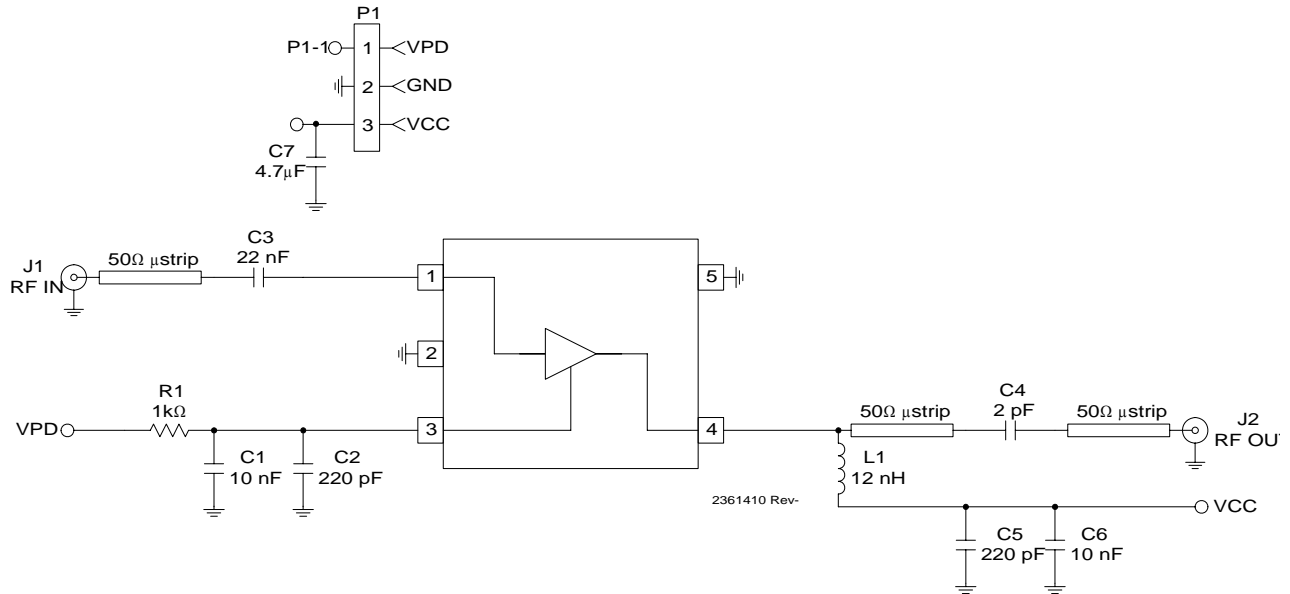 P1
P1-1
1
VPD
2
GND
3
VCC
C7
4.7µF
J1
RF IN
50Ω µstrip
C3
22 nF
1
5
2
R1
1kΩ
VPD
3
C1
10 nF
C2
220 pF
4
50Ω µstrip
C4
2 pF
50Ω µstrip
J2
RF OU
L1
12 nH
2361410 Rev-
VCC
C5
220 pF
C6
10 nF